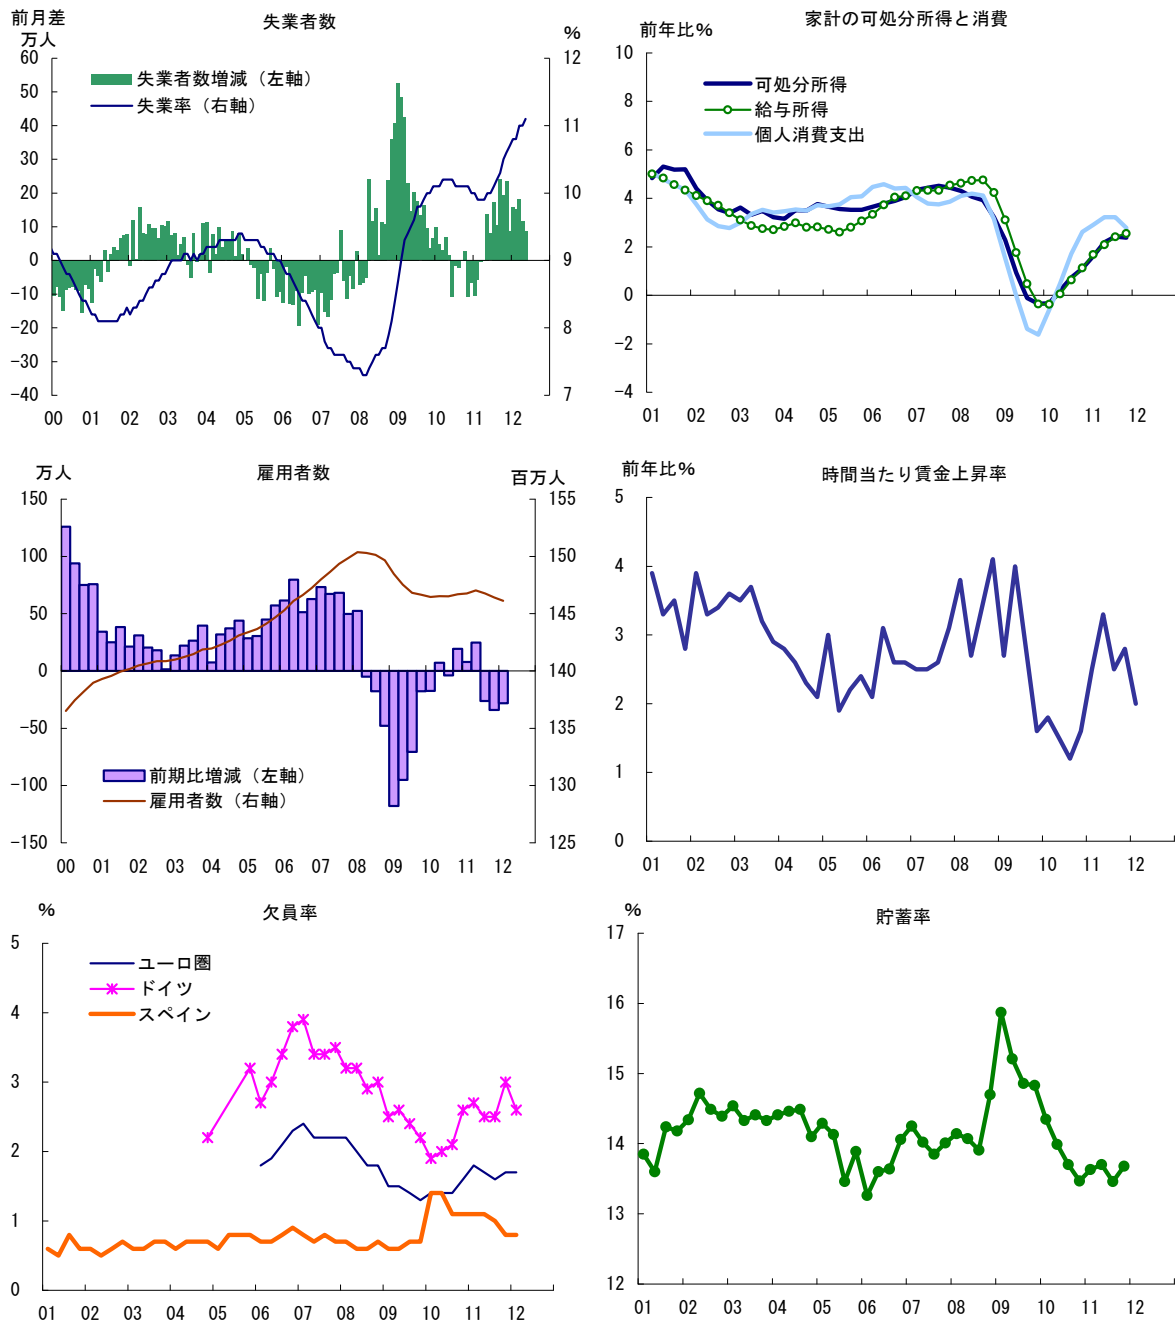 失業者数
前月差
万人
%
60
50
40
30
20
10
0
−10
−20
−30
−40
12
11
10
9
8
7
失業者数増減（左軸）
失業率（右軸）
00 01 02 03 04 05 06 07 08 09 10 11 12
家計の可処分所得と消費
前年比%
10
8
6
4
2
0
−2
−4
可処分所得
給与所得
個人消費支出
01 02 03 04 05 06 07 08 09 10 11 12
雇用者数
万人
百万人
150
100
50
0
−50
−100
−150
155
150
145
140
135
130
125
前期比増減（左軸）
雇用者数（右軸）
00 01 02 03 04 05 06 07 08 09 10 11 12
時間当たり賃金上昇率
前年比%
5
4
3
2
1
0
01 02 03 04 05 06 07 08 09 10 11 12
欠員率
%
5
4
3
2
1
0
ユーロ圏
ドイツ
スペイン
01 02 03 04 05 06 07 08 09 10 11 12
貯蓄率
%
17
16
15
14
13
12
01 02 03 04 05 06 07 08 09 10 11 12